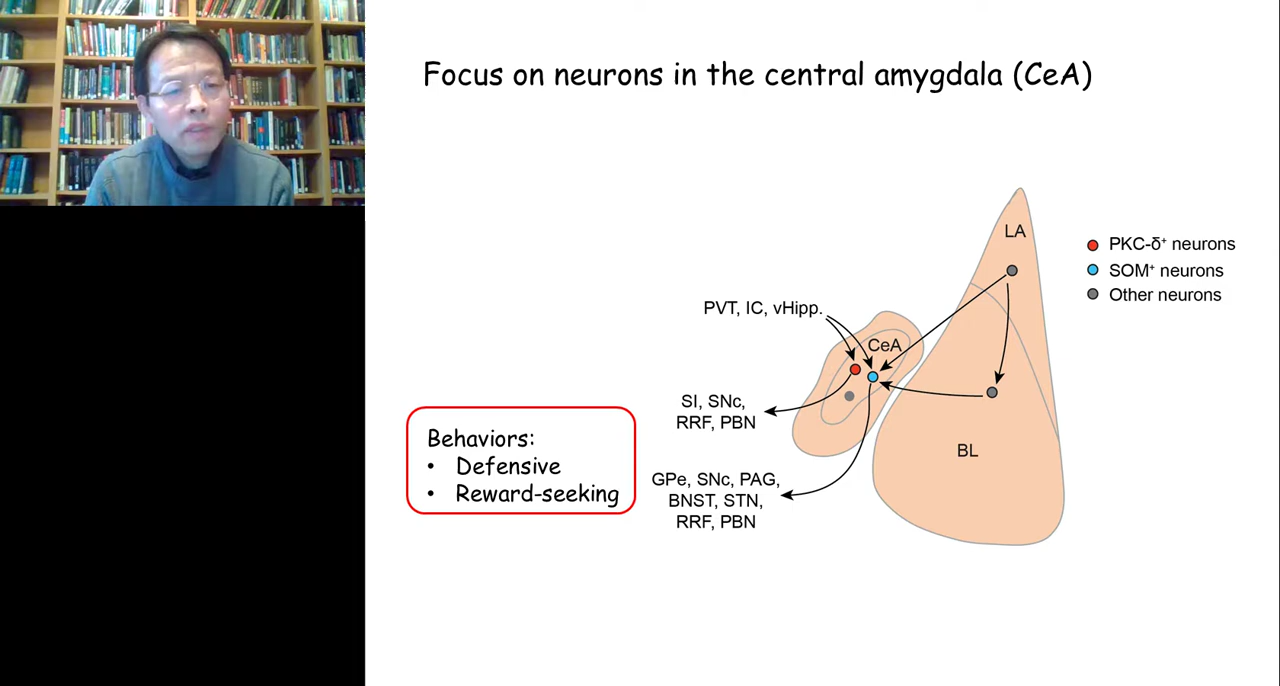 Focus on neurons in the central amygdala (CeA)
LA
PKC-δ⁺ neurons
SOM⁺ neurons
Other neurons
PVT, IC, vHipp.
CeA
SI, SNc,
RRF, PBN
Behaviors:
• Defensive
• Reward-seeking
BL
GPe, SNc, PAG,
BNST, STN,
RRF, PBN